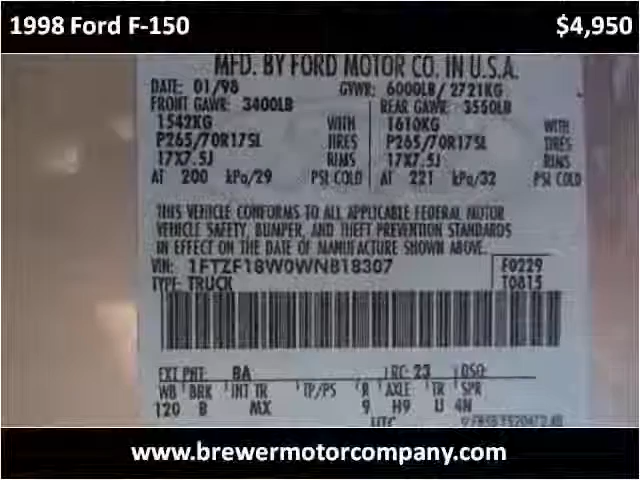 1998 Ford F-150 $4,950
MFD. BY FORD MOTOR CO. IN U.S.A.
DATE: 01/98 GVWR: 6000LB/ 2721KG
FRONT GAWR: 3400LB REAR GAWR: 3550LB
1542KG WITH 1610KG WITH
P265/70R17SL TIRES P265/70R17SL TIRES
17X7.5J RIMS 17X7.5J RIMS
AT 200 kPa/29 PSI COLD AT 221 kPa/32 PSI COLD
THIS VEHICLE CONFORMS TO ALL APPLICABLE FEDERAL MOTOR
VEHICLE SAFETY, BUMPER, AND THEFT PREVENTION STANDARDS
IN EFFECT ON THE DATE OF MANUFACTURE SHOWN ABOVE.
VIN: 1FTZF18W0WNB18307 F0229
TYPE: TRUCK T0815
EXT PNT: BA RC: 23 DSO:
WB BRK INT TR TP/PS R AXLE TR SPR
120 B MX 9 H9 U 4N
UTC
www.brewermotorcompany.com